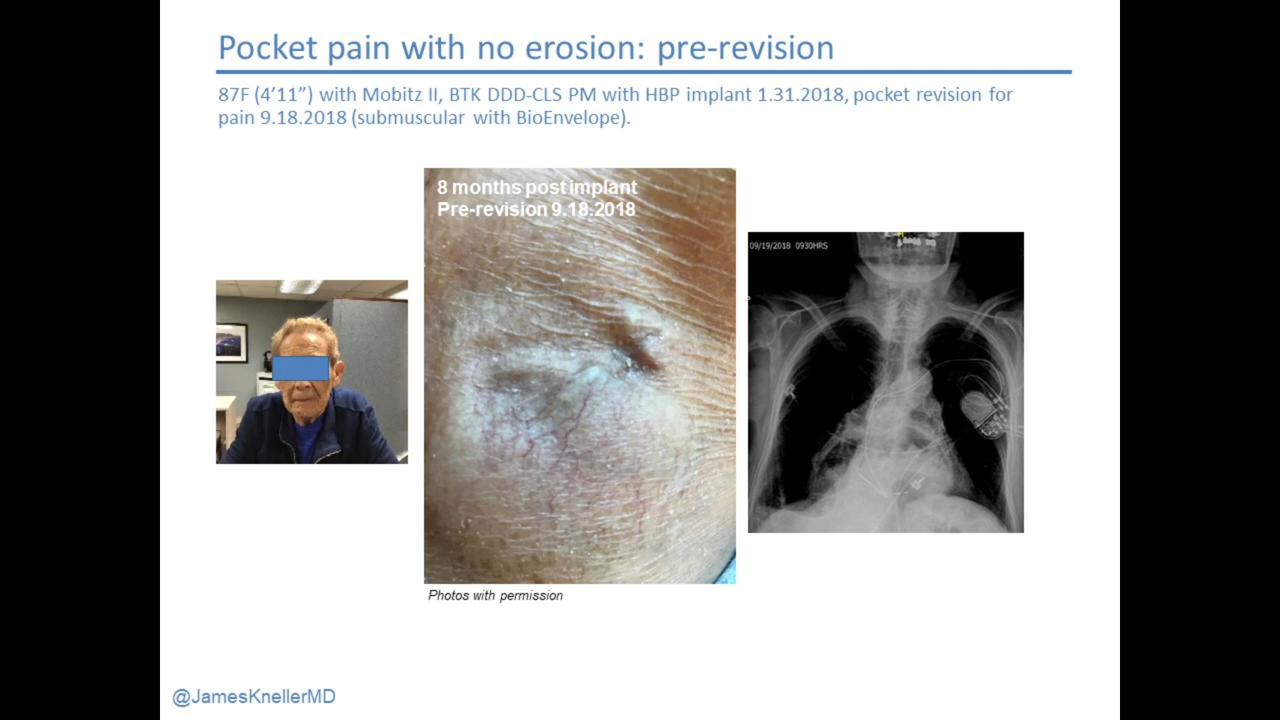 Pocket pain with no erosion: pre-revision
87F (4’11”) with Mobitz II, BTK DDD-CLS PM with HBP implant 1.31.2018, pocket revision for
pain 9.18.2018 (submuscular with BioEnvelope).
8 months post implant
Pre-revision 9.18.2018
09/19/2018 0930HRS
Photos with permission
@JamesKnellerMD